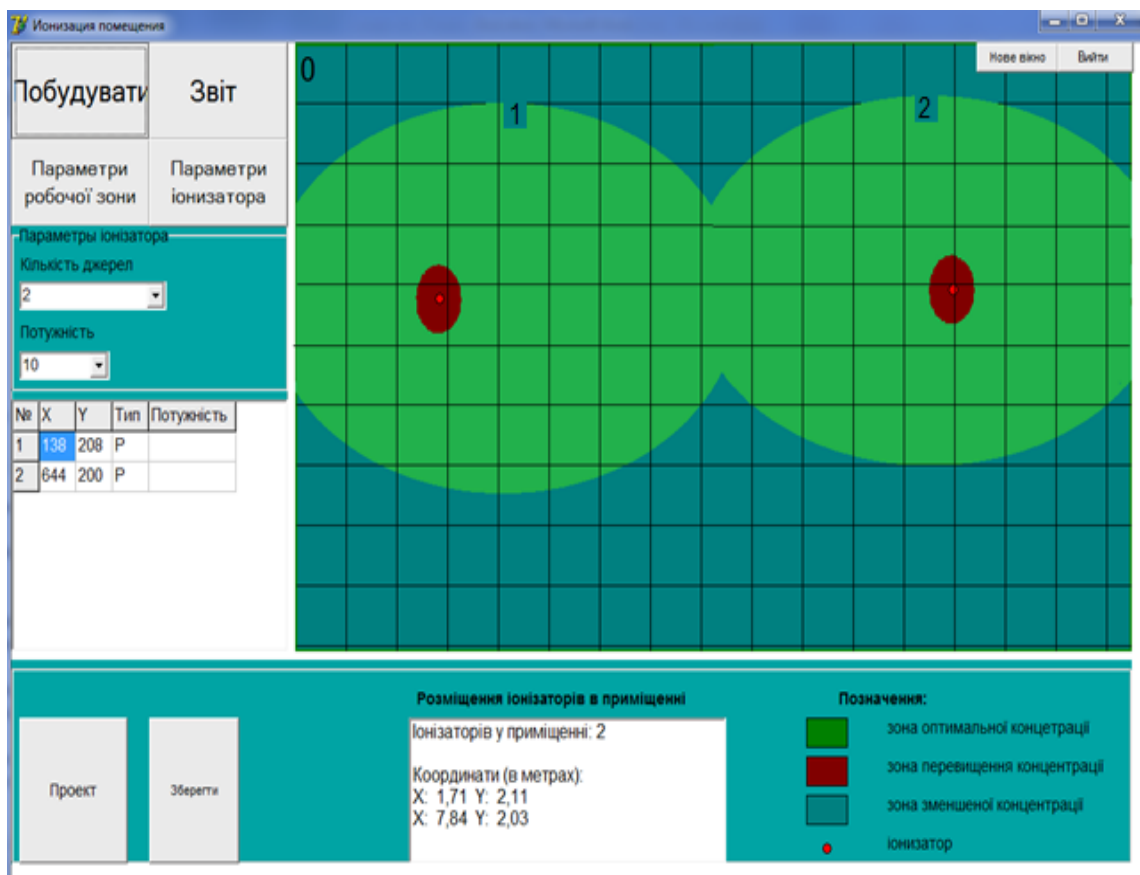 Ионизация помещения
Нове вікно Вийти
Побудувати Звіт
Параметри робочої зони
Параметри іонизатора
Параметры іонізатора
Кількість джерел
2
Потужність
10
№ X Y Тип Потужність
1 138 208 P
2 644 200 P
0
1
2
Проект
Зберегти
Розміщення іонізаторів в приміщенні
Іонізаторів у приміщенні: 2
Координати (в метрах):
X: 1,71 Y: 2,11
X: 7,84 Y: 2,03
Позначення:
зона оптимальної концетрації
зона перевищення концентрації
зона зменшеної концентрації
іонизатор